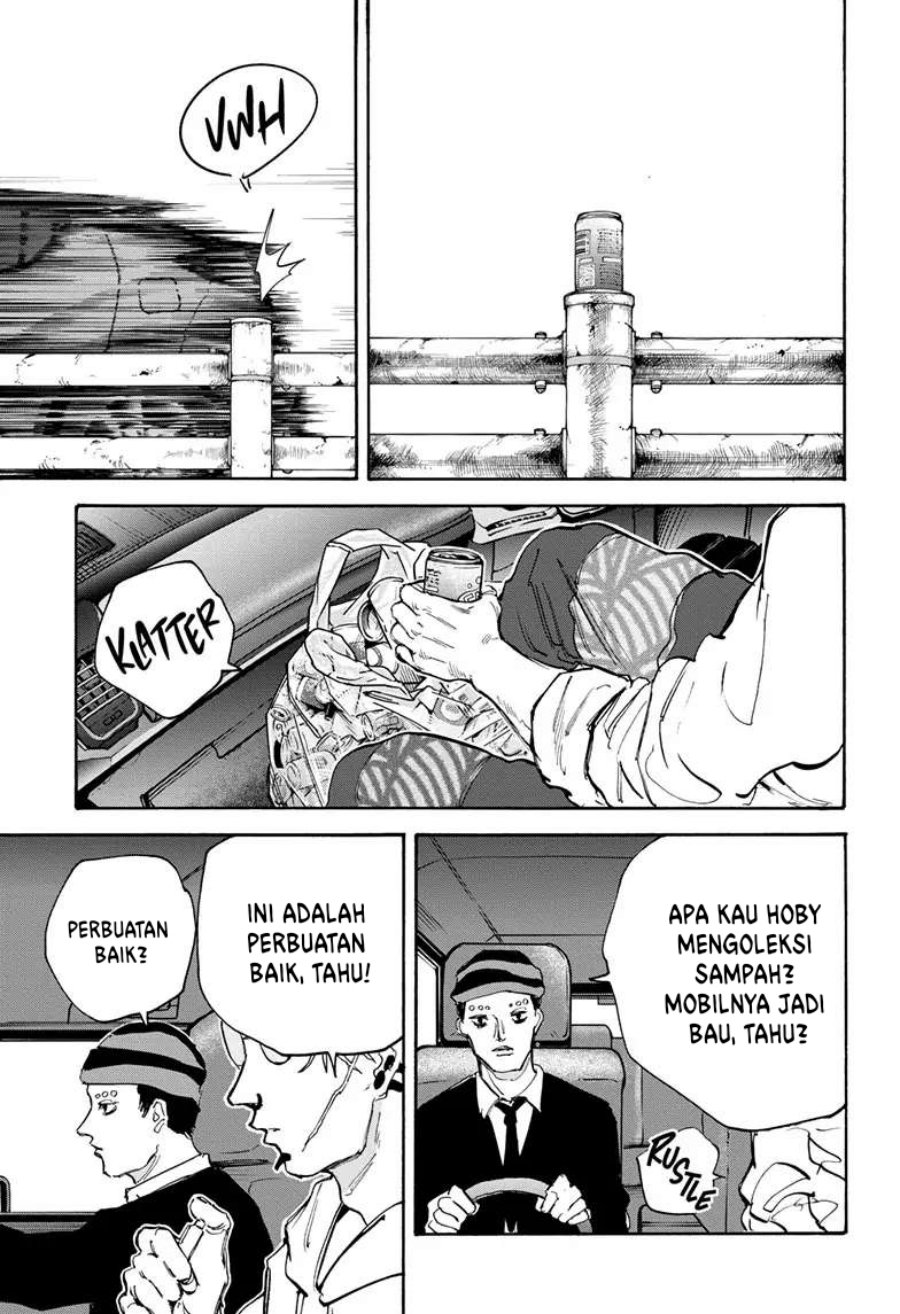 VWH
KLATTER
APA KAU HOBY
MENGOLEKSI
SAMPAH?
MOBILNYA JADI
BAU, TAHU?
RUSTLE
INI ADALAH
PERBUATAN
BAIK, TAHU!
PERBUATAN
BAIK?